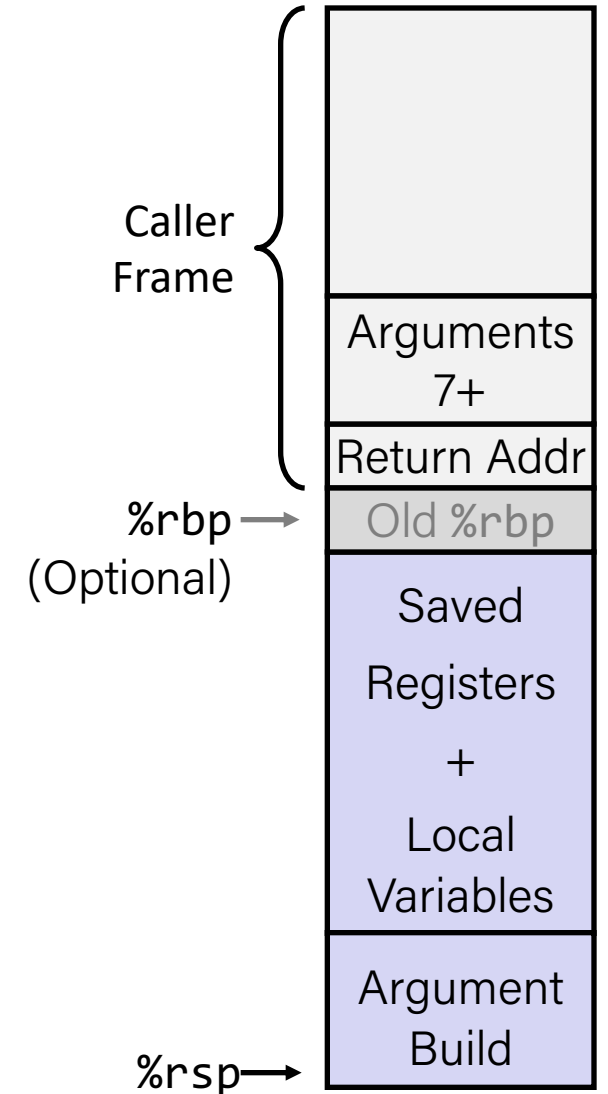 Caller
Frame
Arguments
7+
Return Addr
%rbp
(Optional)
Old %rbp
Saved
Registers
+
Local
Variables
Argument
Build
%rsp